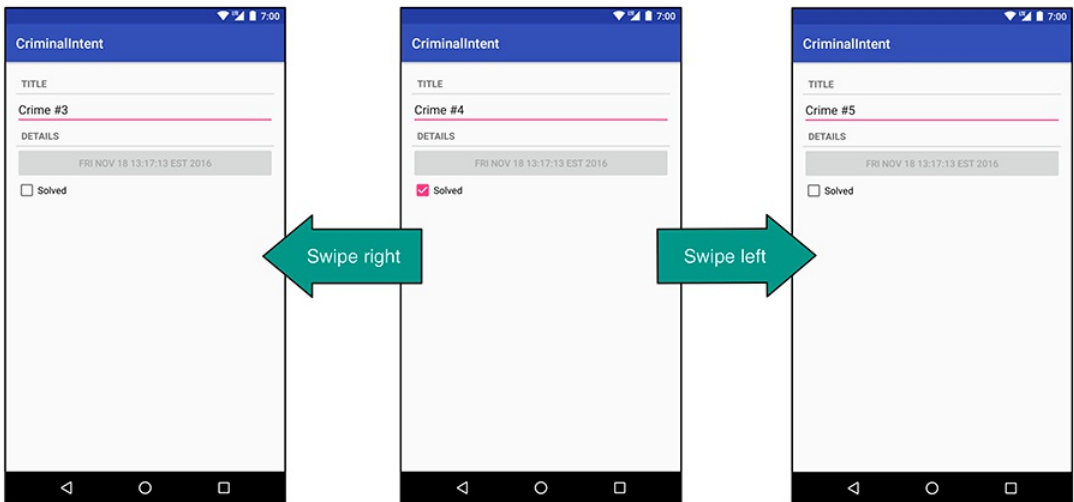 7:00
CriminalIntent
TITLE
Crime #3
DETAILS
FRI NOV 18 13:17:13 EST 2016
Solved
Swipe right
7:00
CriminalIntent
TITLE
Crime #4
DETAILS
FRI NOV 18 13:17:13 EST 2016
Solved
Swipe left
7:00
CriminalIntent
TITLE
Crime #5
DETAILS
FRI NOV 18 13:17:13 EST 2016
Solved